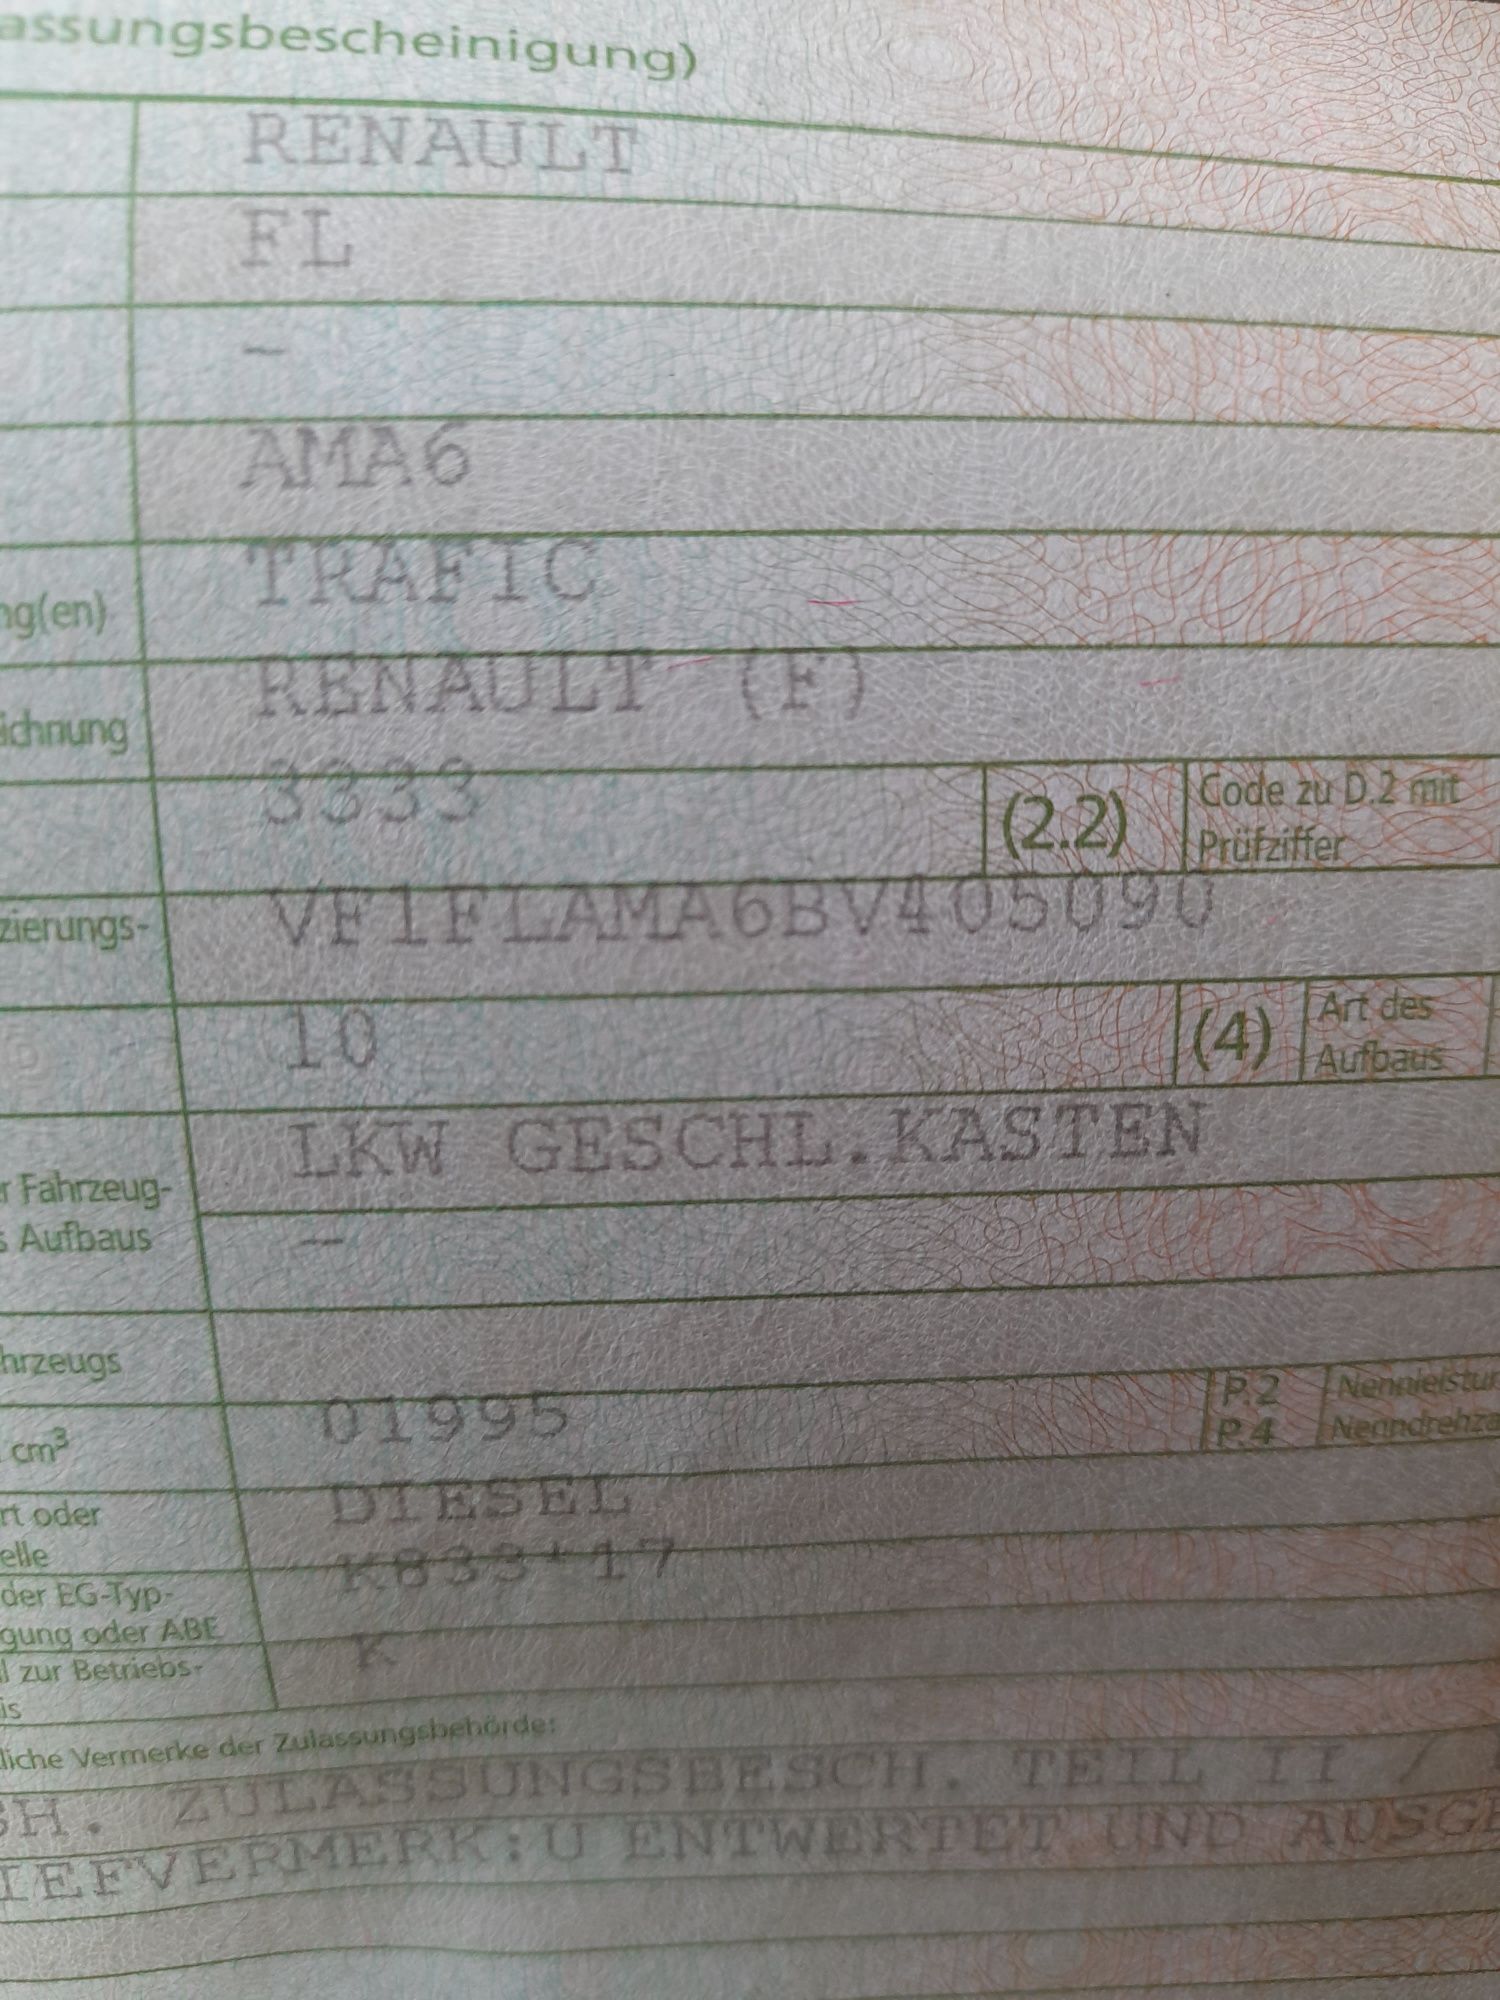 assungsbescheinigung)
RENAULT
FL
–
AMA6
TRAFIC
ng(en)
RENAULT (F)
ichnung
3333 (2.2) Code zu D.2 mit
Prüfziffer
VF1FLAMA6BV405090
zierungs-
10 (4) Art des
Aufbaus
LKW GESCHL.KASTEN
r Fahrzeug-
s Aufbaus
–
hrzeugs
01995 P.2 Nennleistun
cm³ P.4 Nenndrehza
DIESEL
rt oder
elle
K833*17
der EG-Typ-
gung oder ABE
K
l zur Betriebs-
is
liche Vermerke der Zulassungsbehörde:
H. ZULASSUNGSBESCH. TEIL II /
IEFVERMERK:U ENTWERTET UND AUSG